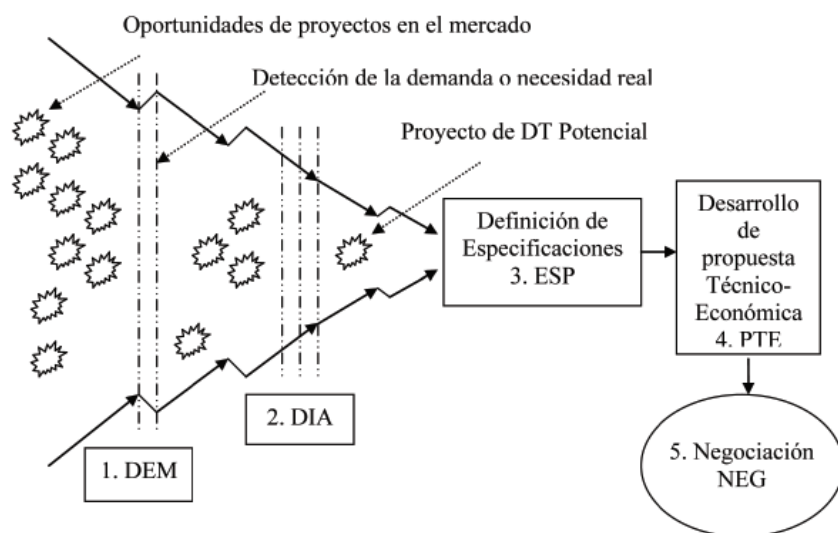 Oportunidades de proyectos en el mercado
Detección de la demanda o necesidad real
Proyecto de DT Potencial
Definición de
Especificaciones
3. ESP
Desarrollo
de
propuesta
Técnico-
Económica
4. PTE
2. DIA
1. DEM
5. Negociación
NEG